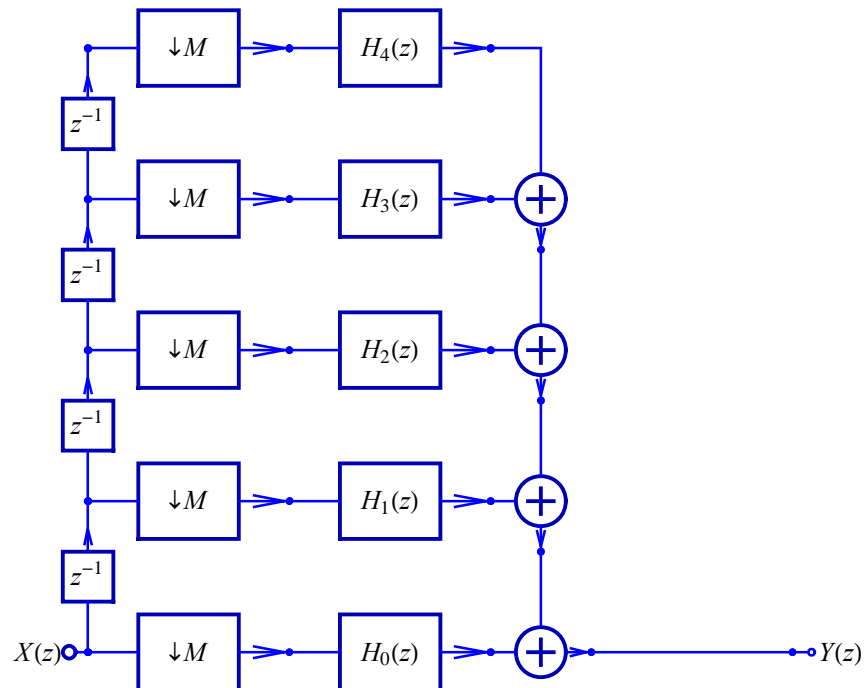 ↓M H₄(z)
z⁻¹
↓M H₃(z) +
z⁻¹
↓M H₂(z) +
z⁻¹
↓M H₁(z) +
z⁻¹
X(z) ↓M H₀(z) + Y(z)